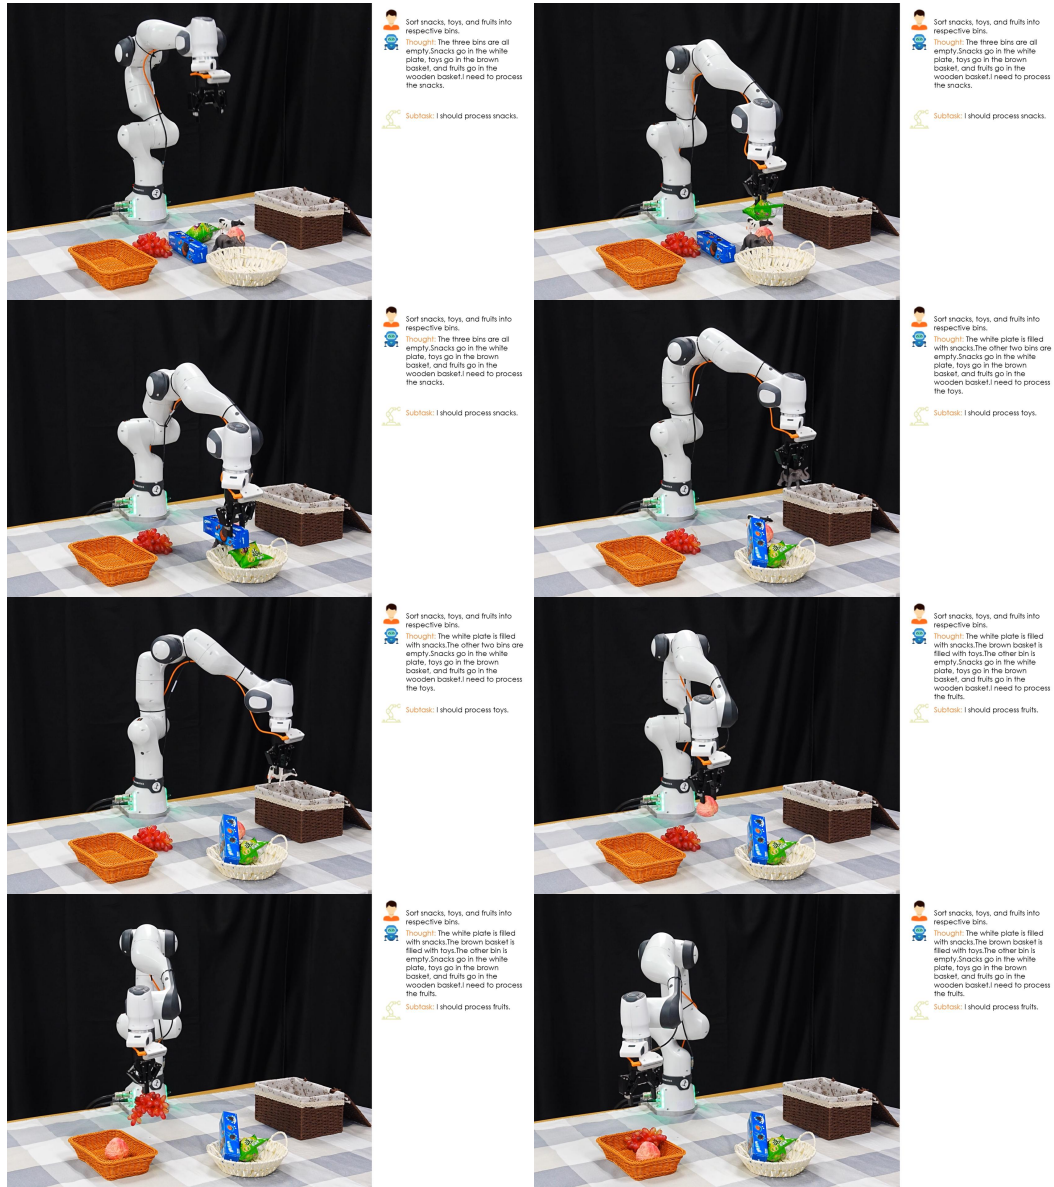 Sort snacks, toys, and fruits into
respective bins.
Thought: The three bins are all
empty.Snacks go in the white
plate, toys go in the brown
basket, and fruits go in the
wooden basket.I need to process
the snacks.
Subtask: I should process snacks.
Sort snacks, toys, and fruits into
respective bins.
Thought: The three bins are all
empty.Snacks go in the white
plate, toys go in the brown
basket, and fruits go in the
wooden basket.I need to process
the snacks.
Subtask: I should process snacks.
Sort snacks, toys, and fruits into
respective bins.
Thought: The three bins are all
empty.Snacks go in the white
plate, toys go in the brown
basket, and fruits go in the
wooden basket.I need to process
the snacks.
Subtask: I should process snacks.
Sort snacks, toys, and fruits into
respective bins.
Thought: The white plate is filled
with snacks.The other two bins are
empty.Snacks go in the white
plate, toys go in the brown
basket, and fruits go in the
wooden basket.I need to process
the toys.
Subtask: I should process toys.
Sort snacks, toys, and fruits into
respective bins.
Thought: The white plate is filled
with snacks.The other two bins are
empty.Snacks go in the white
plate, toys go in the brown
basket, and fruits go in the
wooden basket.I need to process
the toys.
Subtask: I should process toys.
Sort snacks, toys, and fruits into
respective bins.
Thought: The white plate is filled
with snacks.The brown basket is
filled with toys.The other bin is
empty.Snacks go in the white
plate, toys go in the brown
basket, and fruits go in the
wooden basket.I need to process
the fruits.
Subtask: I should process fruits.
Sort snacks, toys, and fruits into
respective bins.
Thought: The white plate is filled
with snacks.The brown basket is
filled with toys.The other bin is
empty.Snacks go in the white
plate, toys go in the brown
basket, and fruits go in the
wooden basket.I need to process
the fruits.
Subtask: I should process fruits.
Sort snacks, toys, and fruits into
respective bins.
Thought: The white plate is filled
with snacks.The brown basket is
filled with toys.The other bin is
empty.Snacks go in the white
plate, toys go in the brown
basket, and fruits go in the
wooden basket.I need to process
the fruits.
Subtask: I should process fruits.